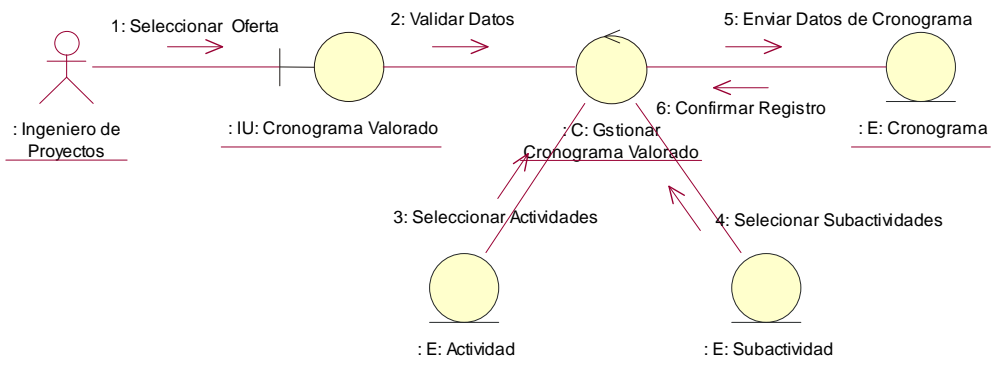 1: Seleccionar Oferta
2: Validar Datos
5: Enviar Datos de Cronograma
6: Confirmar Registro
: Ingeniero de
Proyectos
: IU: Cronograma Valorado
: C: Gstionar
Cronograma Valorado
: E: Cronograma
3: Seleccionar Actividades
4: Selecionar Subactividades
: E: Actividad
: E: Subactividad